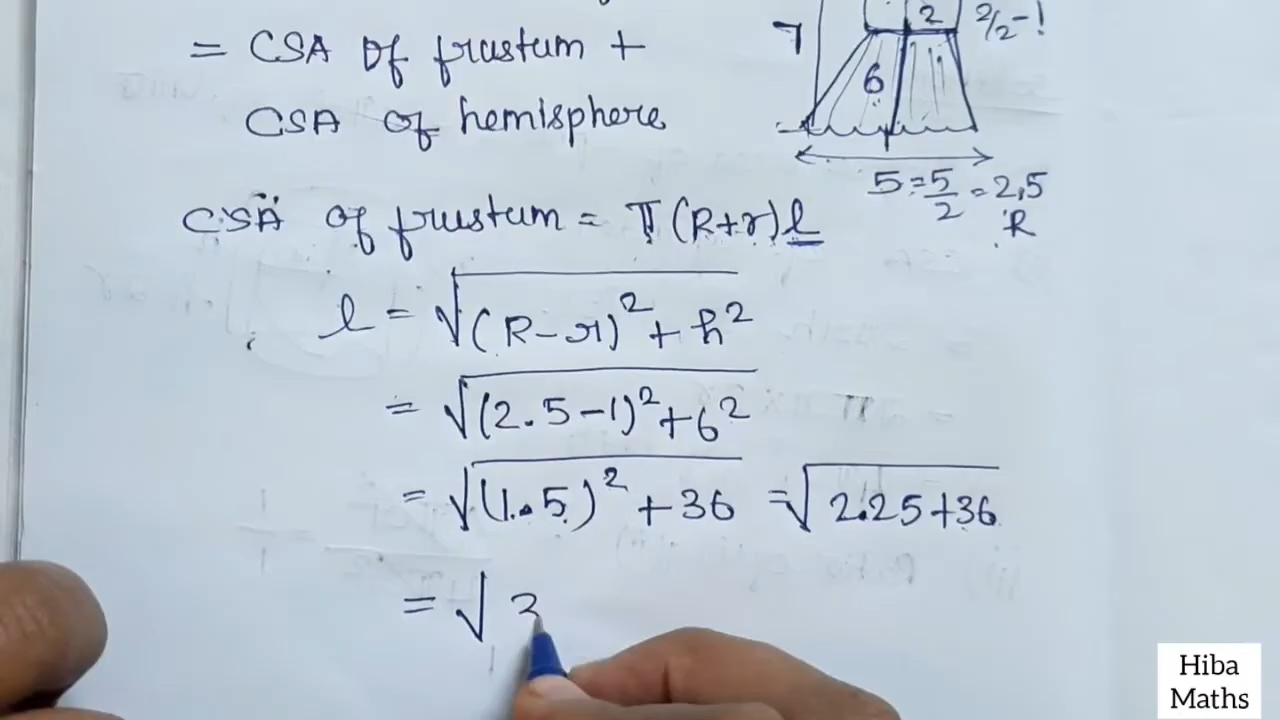 = CSA of frustum +
CSA of hemisphere
7
2
2/2-1
6
5 = 5/2 = 2,5
R
CSA of frustum = π(R+r)l
l = √(R-r)² + h²
= √(2.5-1)² + 6²
= √(1.5)² + 36 = √2.25+36
= √3
Hiba
Maths